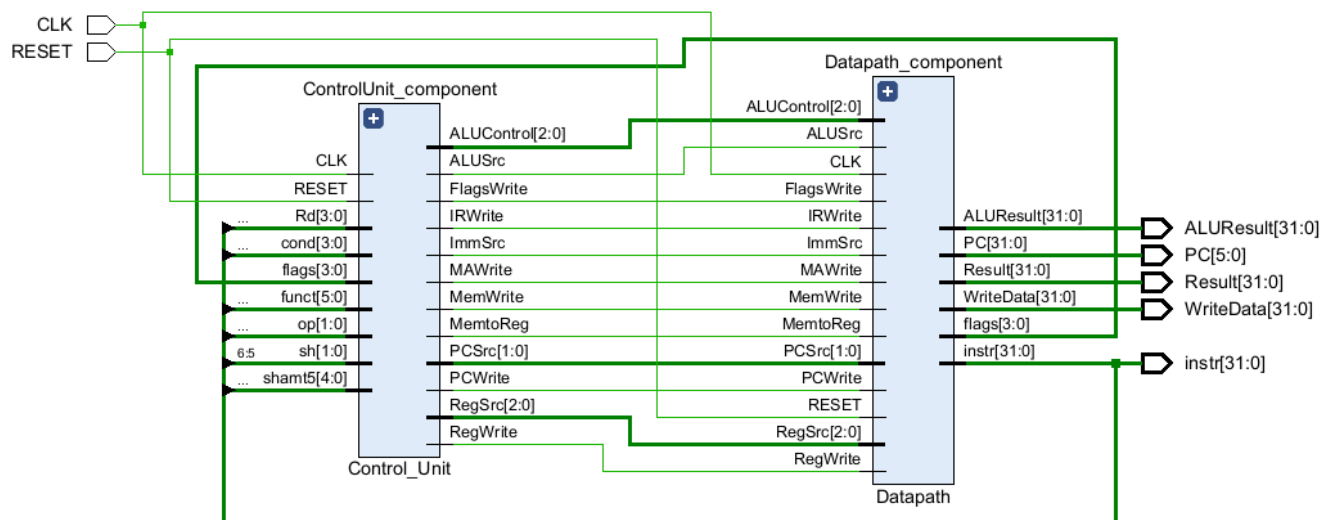 CLK
RESET
ControlUnit_component
CLK
RESET
... Rd[3:0]
... cond[3:0]
flags[3:0]
... funct[5:0]
... op[1:0]
6:5 sh[1:0]
... shamt5[4:0]
ALUControl[2:0]
ALUSrc
FlagsWrite
IRWrite
ImmSrc
MAWrite
MemWrite
MemtoReg
PCSrc[1:0]
PCWrite
RegSrc[2:0]
RegWrite
Control_Unit
Datapath_component
ALUControl[2:0]
ALUSrc
CLK
FlagsWrite
IRWrite
ImmSrc
MAWrite
MemWrite
MemtoReg
PCSrc[1:0]
PCWrite
RESET
RegSrc[2:0]
RegWrite
ALUResult[31:0]
PC[31:0]
Result[31:0]
WriteData[31:0]
flags[3:0]
instr[31:0]
Datapath
ALUResult[31:0]
PC[5:0]
Result[31:0]
WriteData[31:0]
instr[31:0]